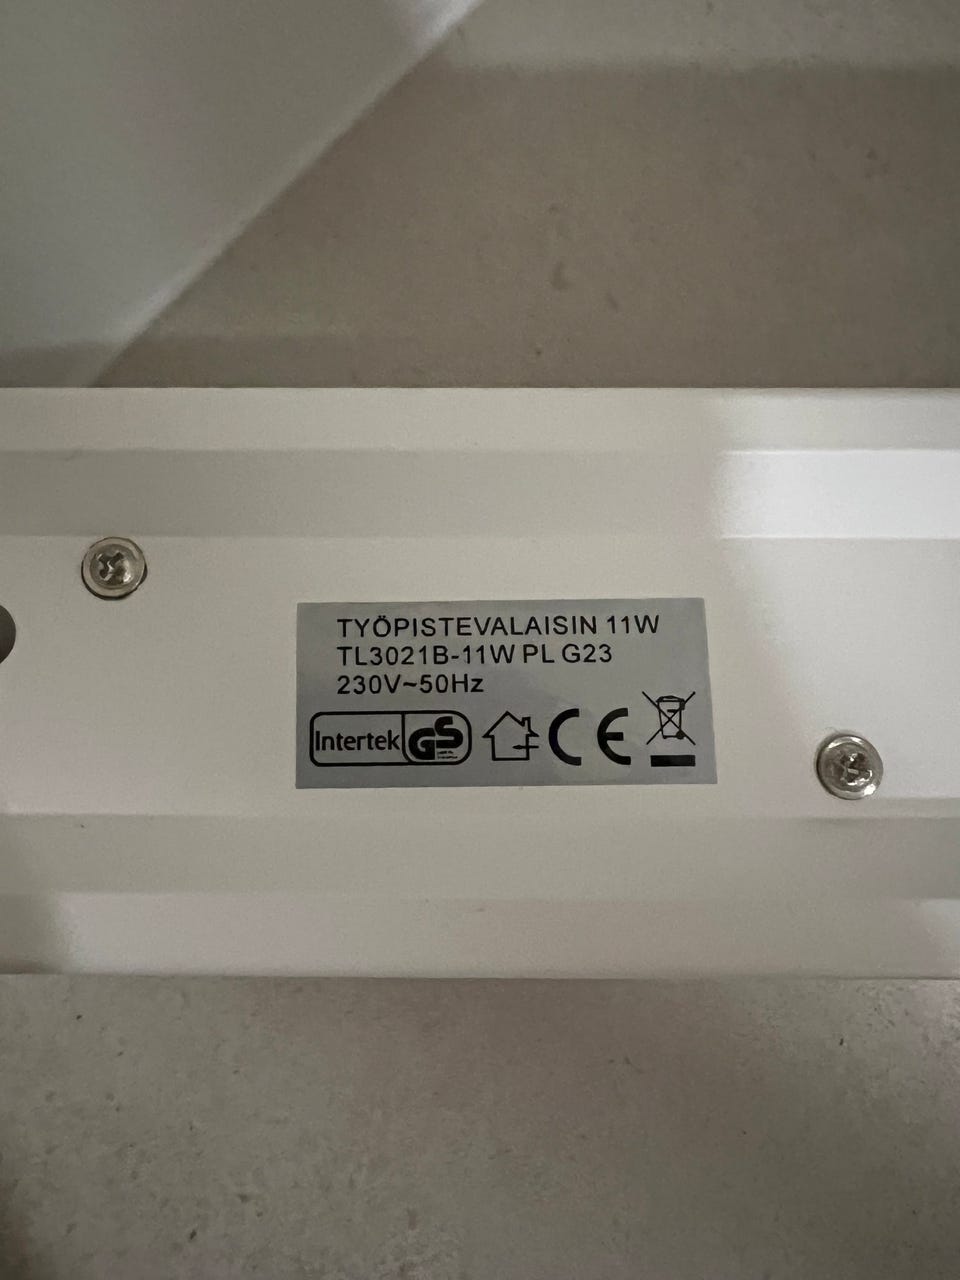 TYÖPISTEVALAISIN 11W
TL3021B-11W PL G23
230V~50Hz
Intertek GS CE